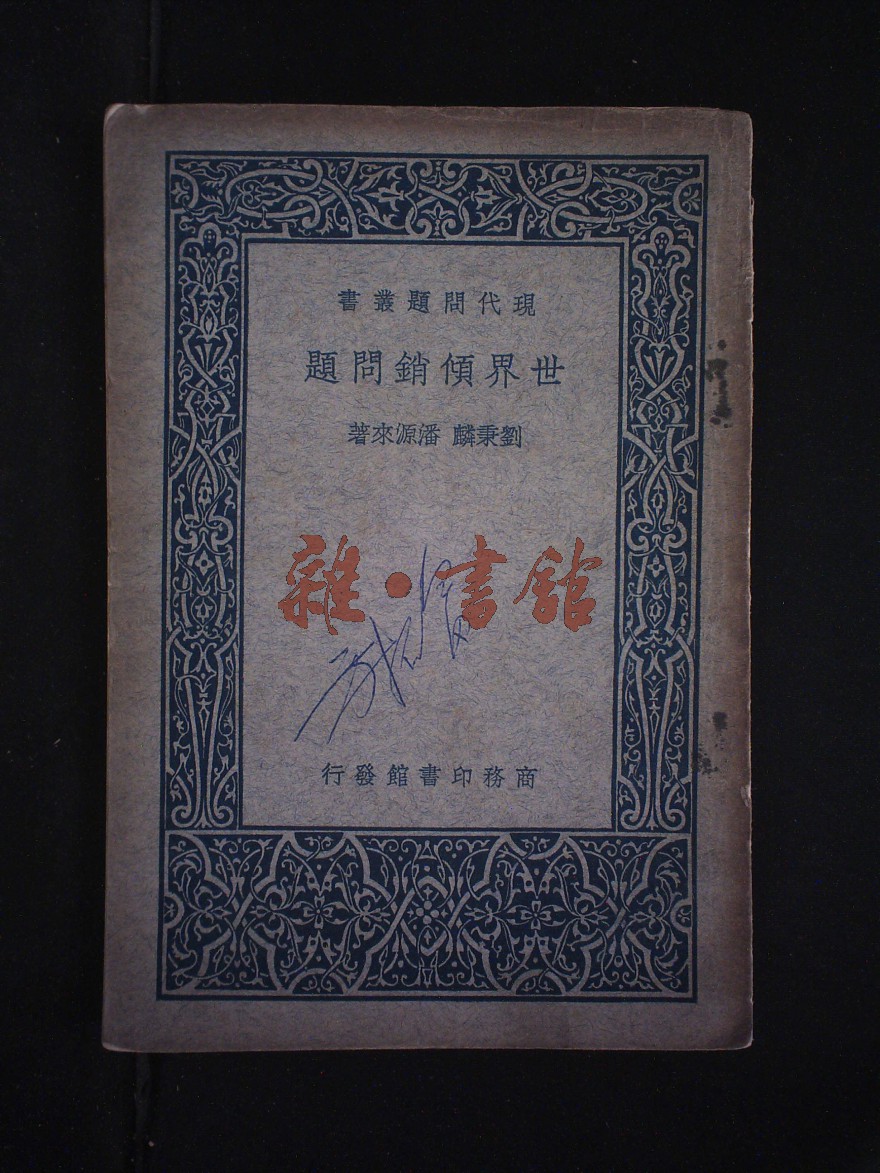 現代問題叢書
世界傾銷問題
劉秉麟 潘源來著
雜·書館
商務印書館發行